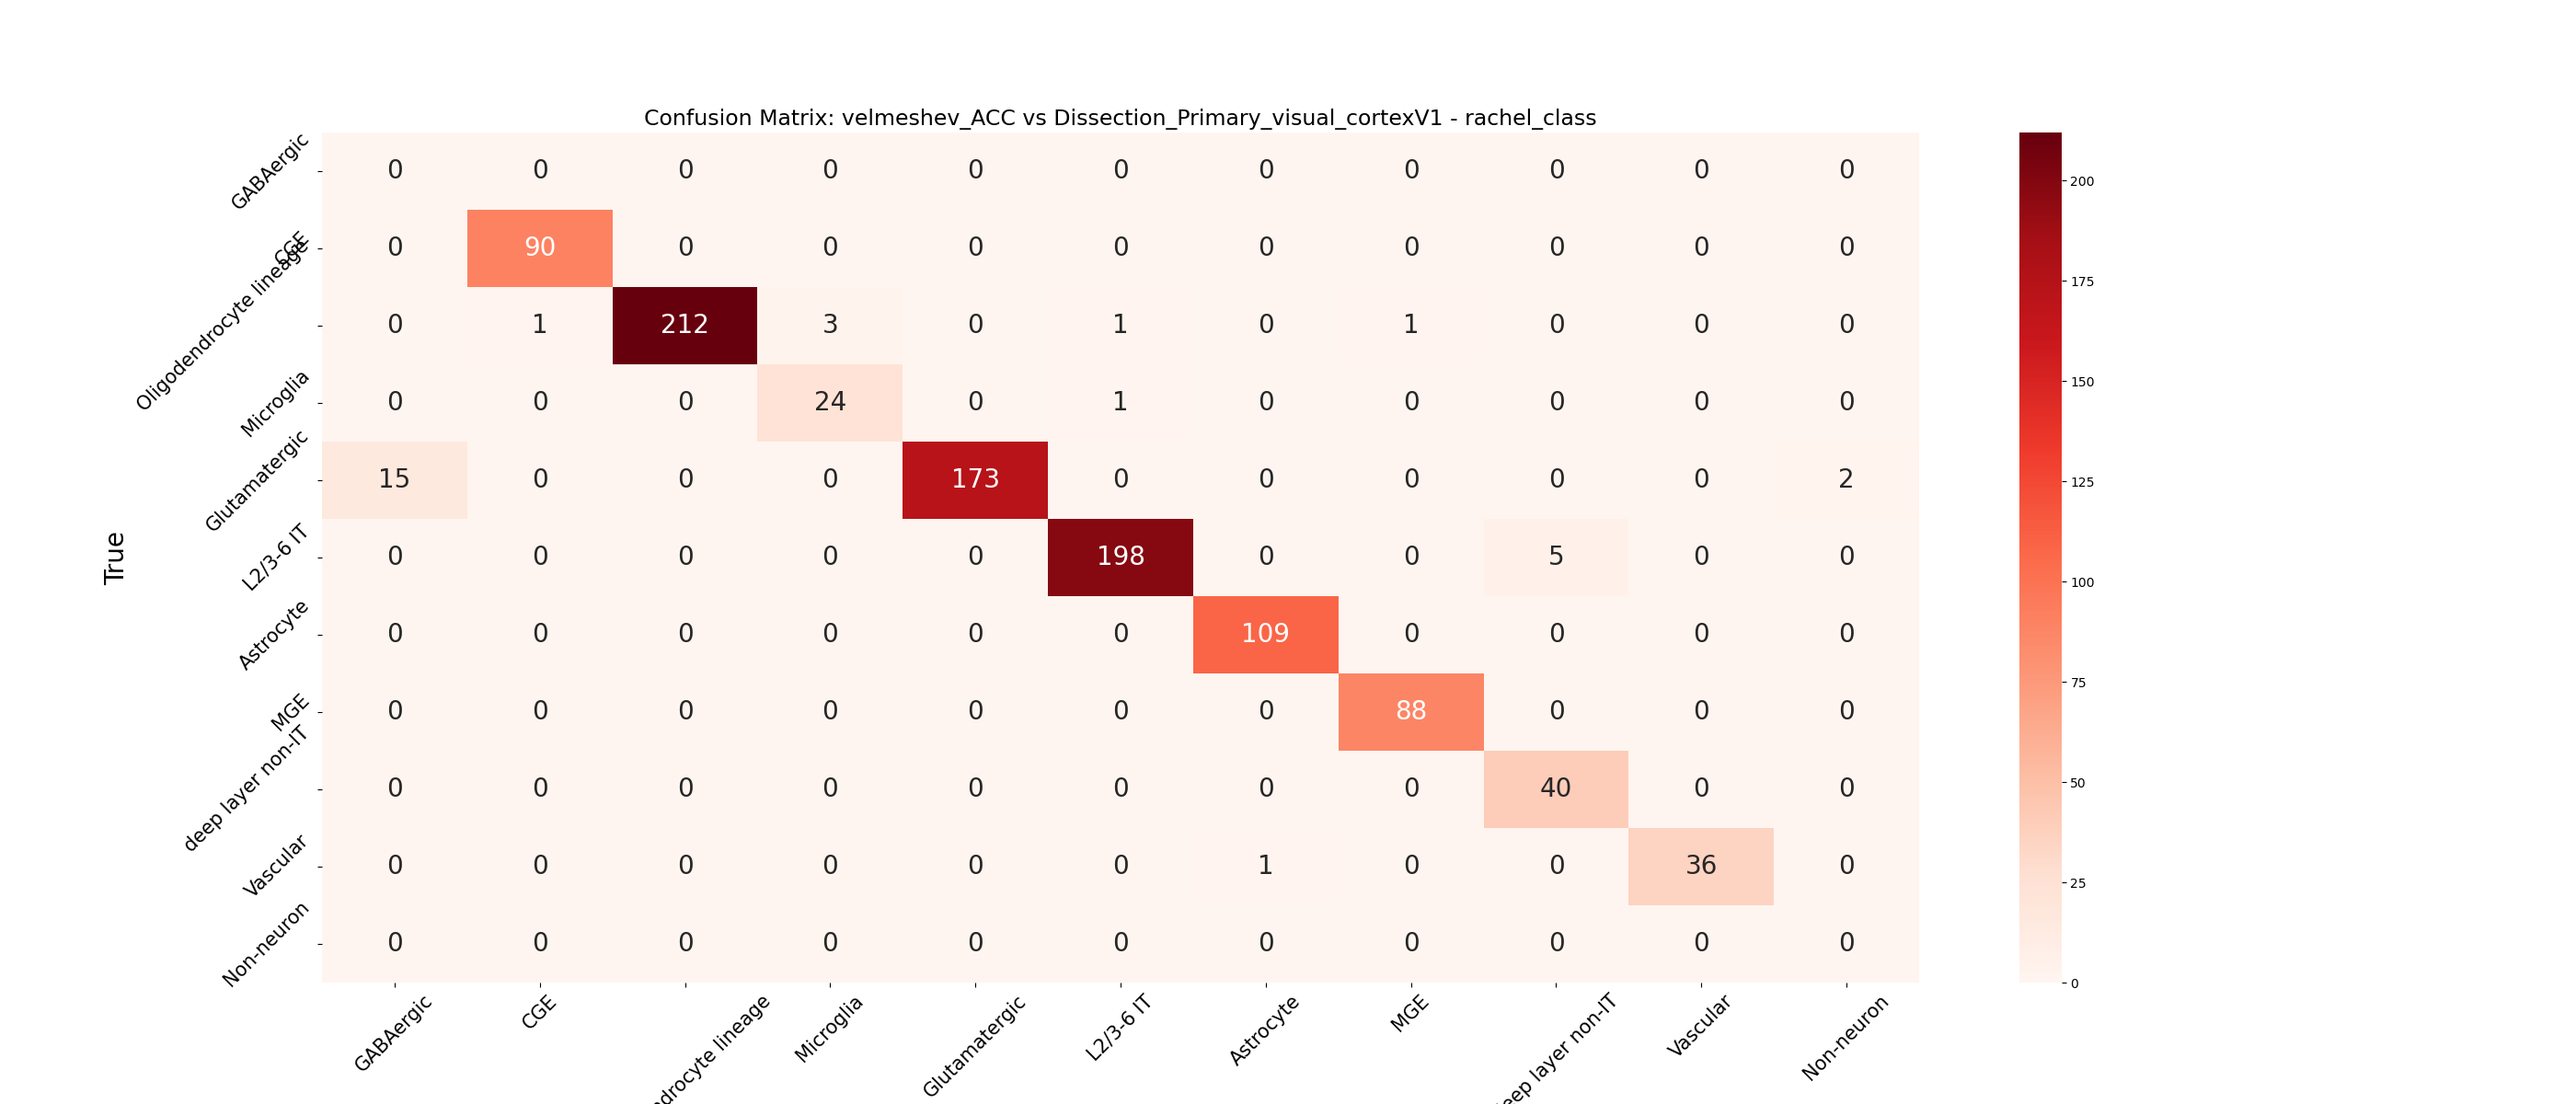 Confusion Matrix: velmeshev_ACC vs Dissection_Primary_visual_cortexV1 - rachel_class
True
GABAergic 0 0 0 0 0 0 0 0 0 0 0
CGE 0 90 0 0 0 0 0 0 0 0 0
Oligodendrocyte lineage 0 1 212 3 0 1 0 1 0 0 0
Microglia 0 0 0 24 0 1 0 0 0 0 0
Glutamatergic 15 0 0 0 173 0 0 0 0 0 2
L2/3-6 IT 0 0 0 0 0 198 0 0 5 0 0
Astrocyte 0 0 0 0 0 0 109 0 0 0 0
MGE 0 0 0 0 0 0 0 88 0 0 0
deep layer non-IT 0 0 0 0 0 0 0 0 40 0 0
Vascular 0 0 0 0 0 0 1 0 0 36 0
Non-neuron 0 0 0 0 0 0 0 0 0 0 0
GABAergic
CGE
ndrocyte lineage
Microglia
Glutamatergic
L2/3-6 IT
Astrocyte
MGE
eep layer non-IT
Vascular
Non-neuron
200
175
150
125
100
75
50
25
0